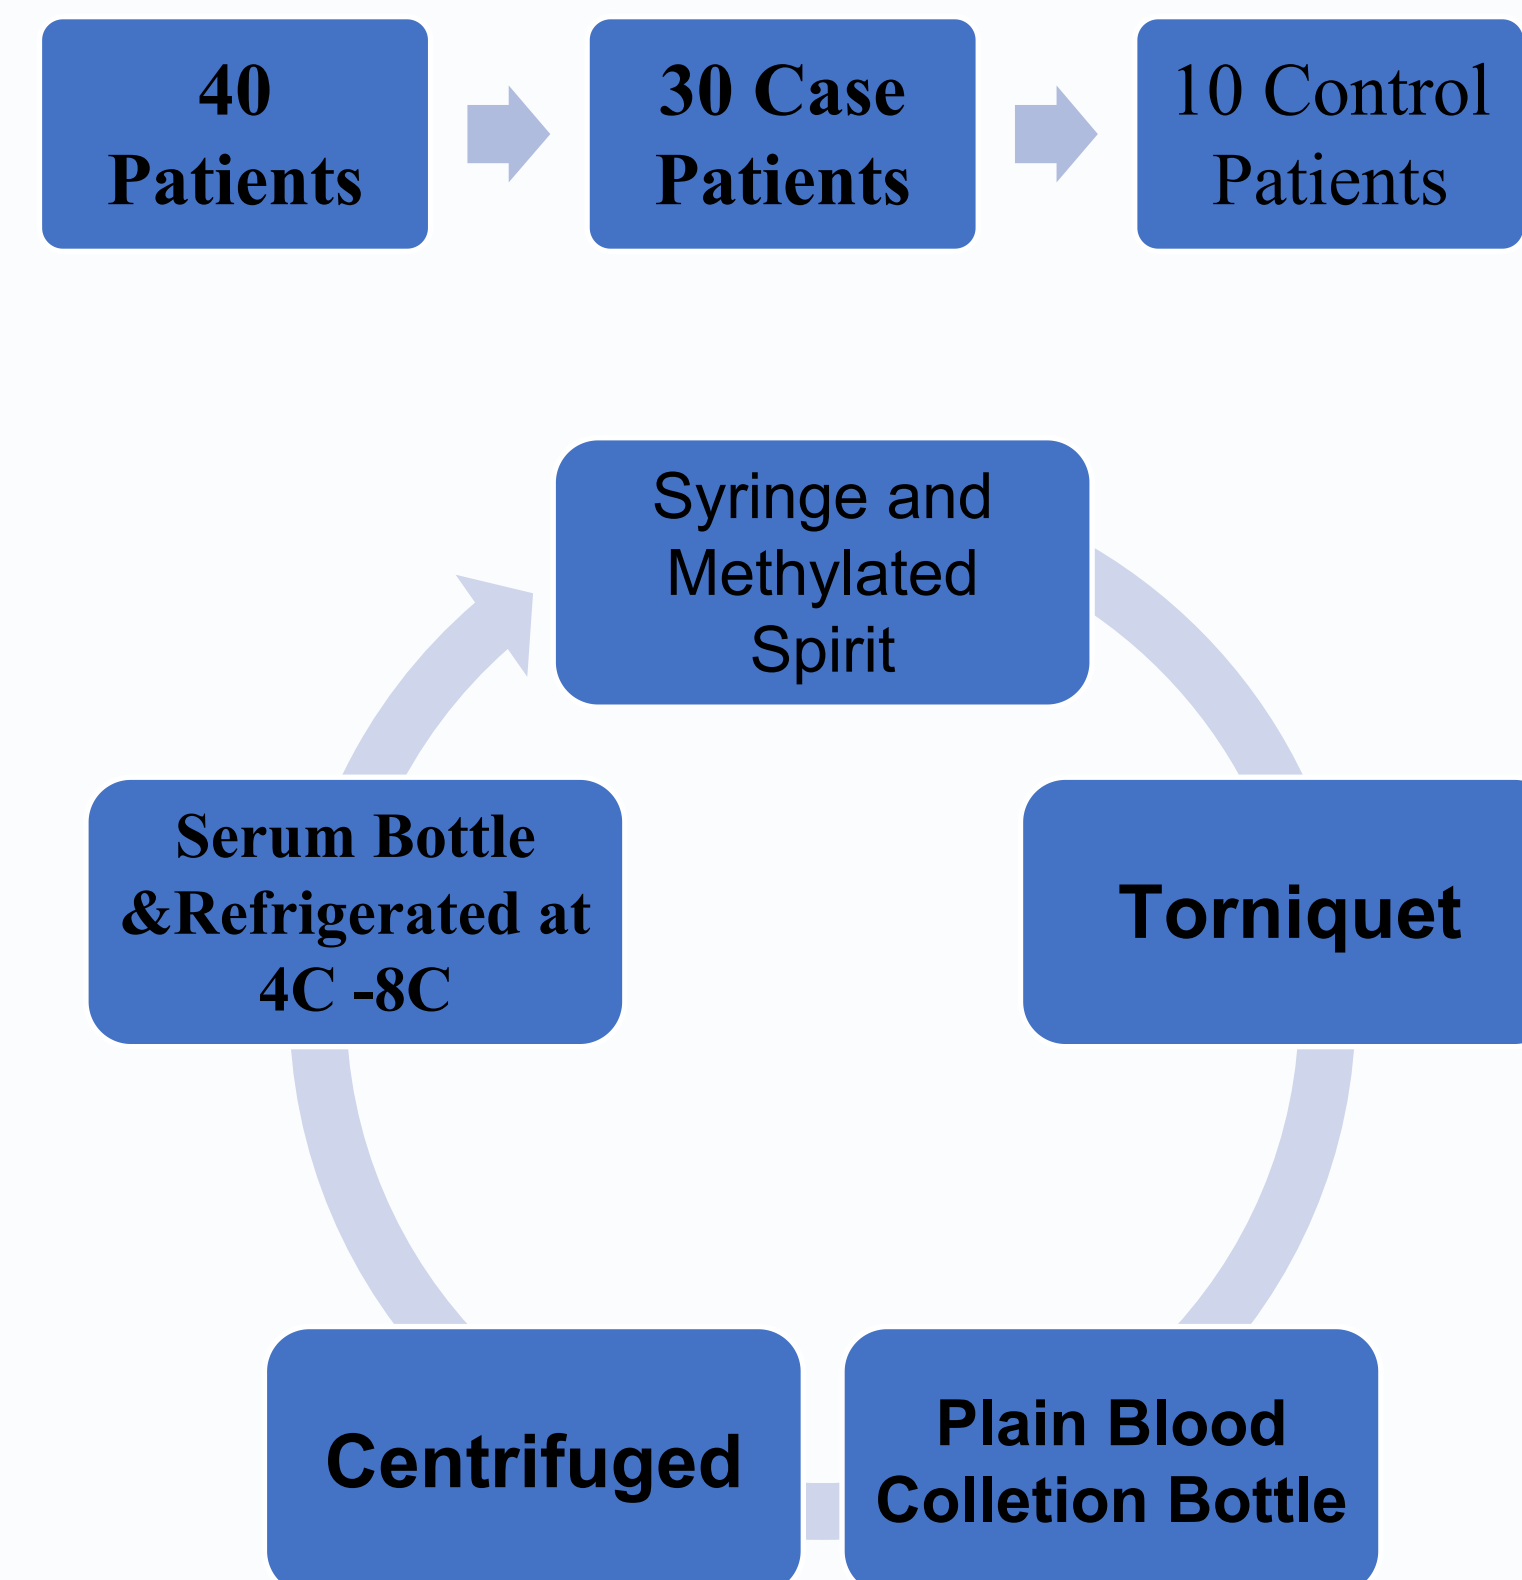 40
Patients
30 Case
Patients
10 Control
Patients
Syringe and
Methylated
Spirit
Torniquet
Plain Blood
Colletion Bottle
Centrifuged
Serum Bottle
&Refrigerated at
4C -8C